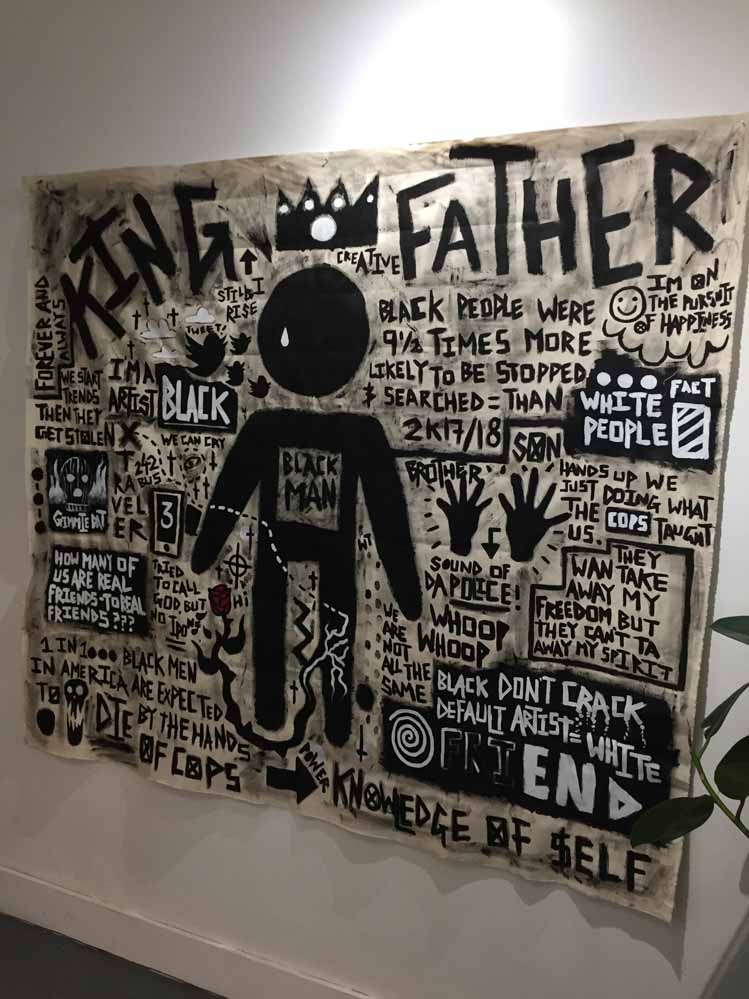 KING
FATHER
CREATIVE
STILL I
RI$E
FOREVER AND
ALWAYS
TWEET!
WE START
TRENDS
THEN THEY
GET STOLEN
I'M A
ARTIST
BLACK
X
TRAVELER
WE CAN CRY
242
BUS
3
GIMMIE DAT
HOW MANY OF
US ARE REAL
FRIENDS-TO REAL
FRIENDS???
TRIED
TO CALL
GOD BUT
NO
HI
1 IN 1000 BLACK MEN
IN AMERICA ARE EXPECTED
TO
DIE BY THE HANDS
OF COPS
BLACK
MAN
BLACK PEOPLE WERE
9½ TIMES MORE
LIKELY TO BE STOPPED
$ SEARCHED = THAN
2K17/18
I'M ON
THE PURSUIT
OF HAPPINESS
WHITE
PEOPLE
FACT
BROTHER
SON
HANDS UP WE
JUST DOING WHAT
THE COPS TAUGHT
US.
SOUND OF
DA POLICE!
WHOOP
WHOOP
THEY
WAN TAKE
AWAY MY
FREEDOM BUT
THEY CAN'T TA
AWAY MY SPIRIT
WE
ARE
NOT
ALL THE
SAME
BLACK DON'T CRACK
DEFAULT ARTIST= WHITE
FRIEND
POWER
KNOWLEDGE OF $ELF